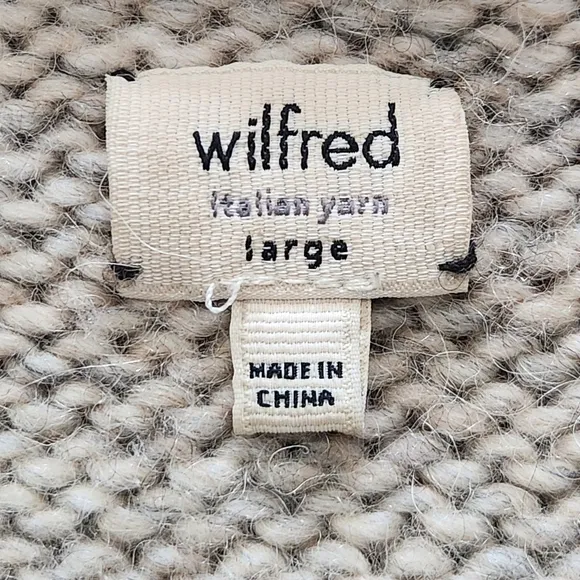 wilfred
Italian yarn
large
MADE IN
CHINA